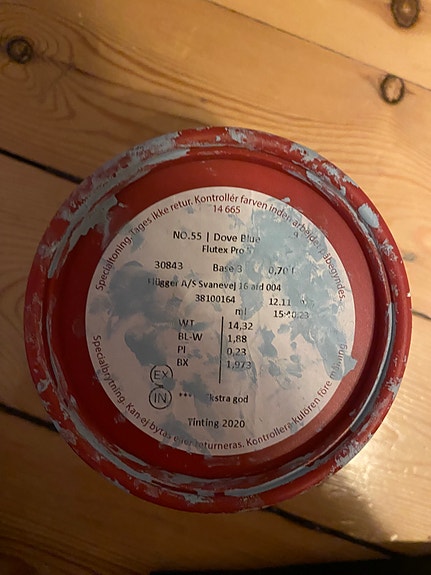 Specialtoning. Tages ikke retur. Kontrollér farven inden arbejdet påbegyndes.
14 665
NO.55 | Dove Blue
Flutex Pro
30843 Base 3 0,70 l
Flügger A/S Svanevej 16 afd 004
38100164 12.11
ml 15:40:23
WT 14,32
BL-W 1,88
PI 0,23
BX 1,973
EX
IN *** Ekstra god
Tinting 2020
Specialbrytning. Kan ej bytas eller returneras. Kontrollera kulören före